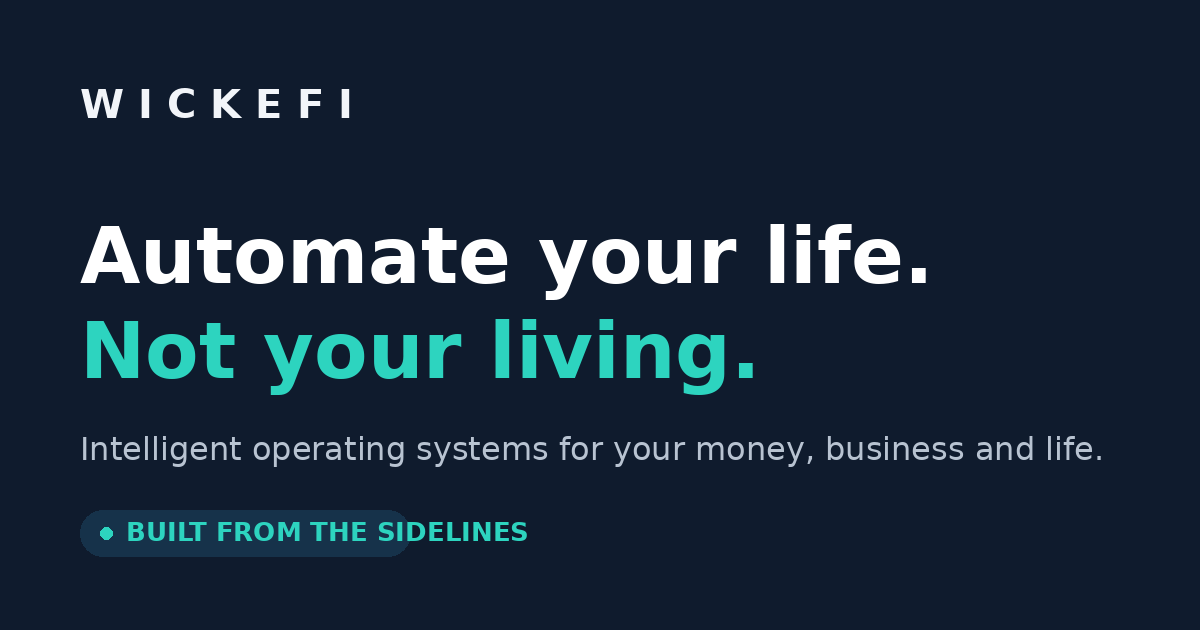 WICKEFI
Automate your life.
Not your living.
Intelligent operating systems for your money, business and life.
BUILT FROM THE SIDELINES